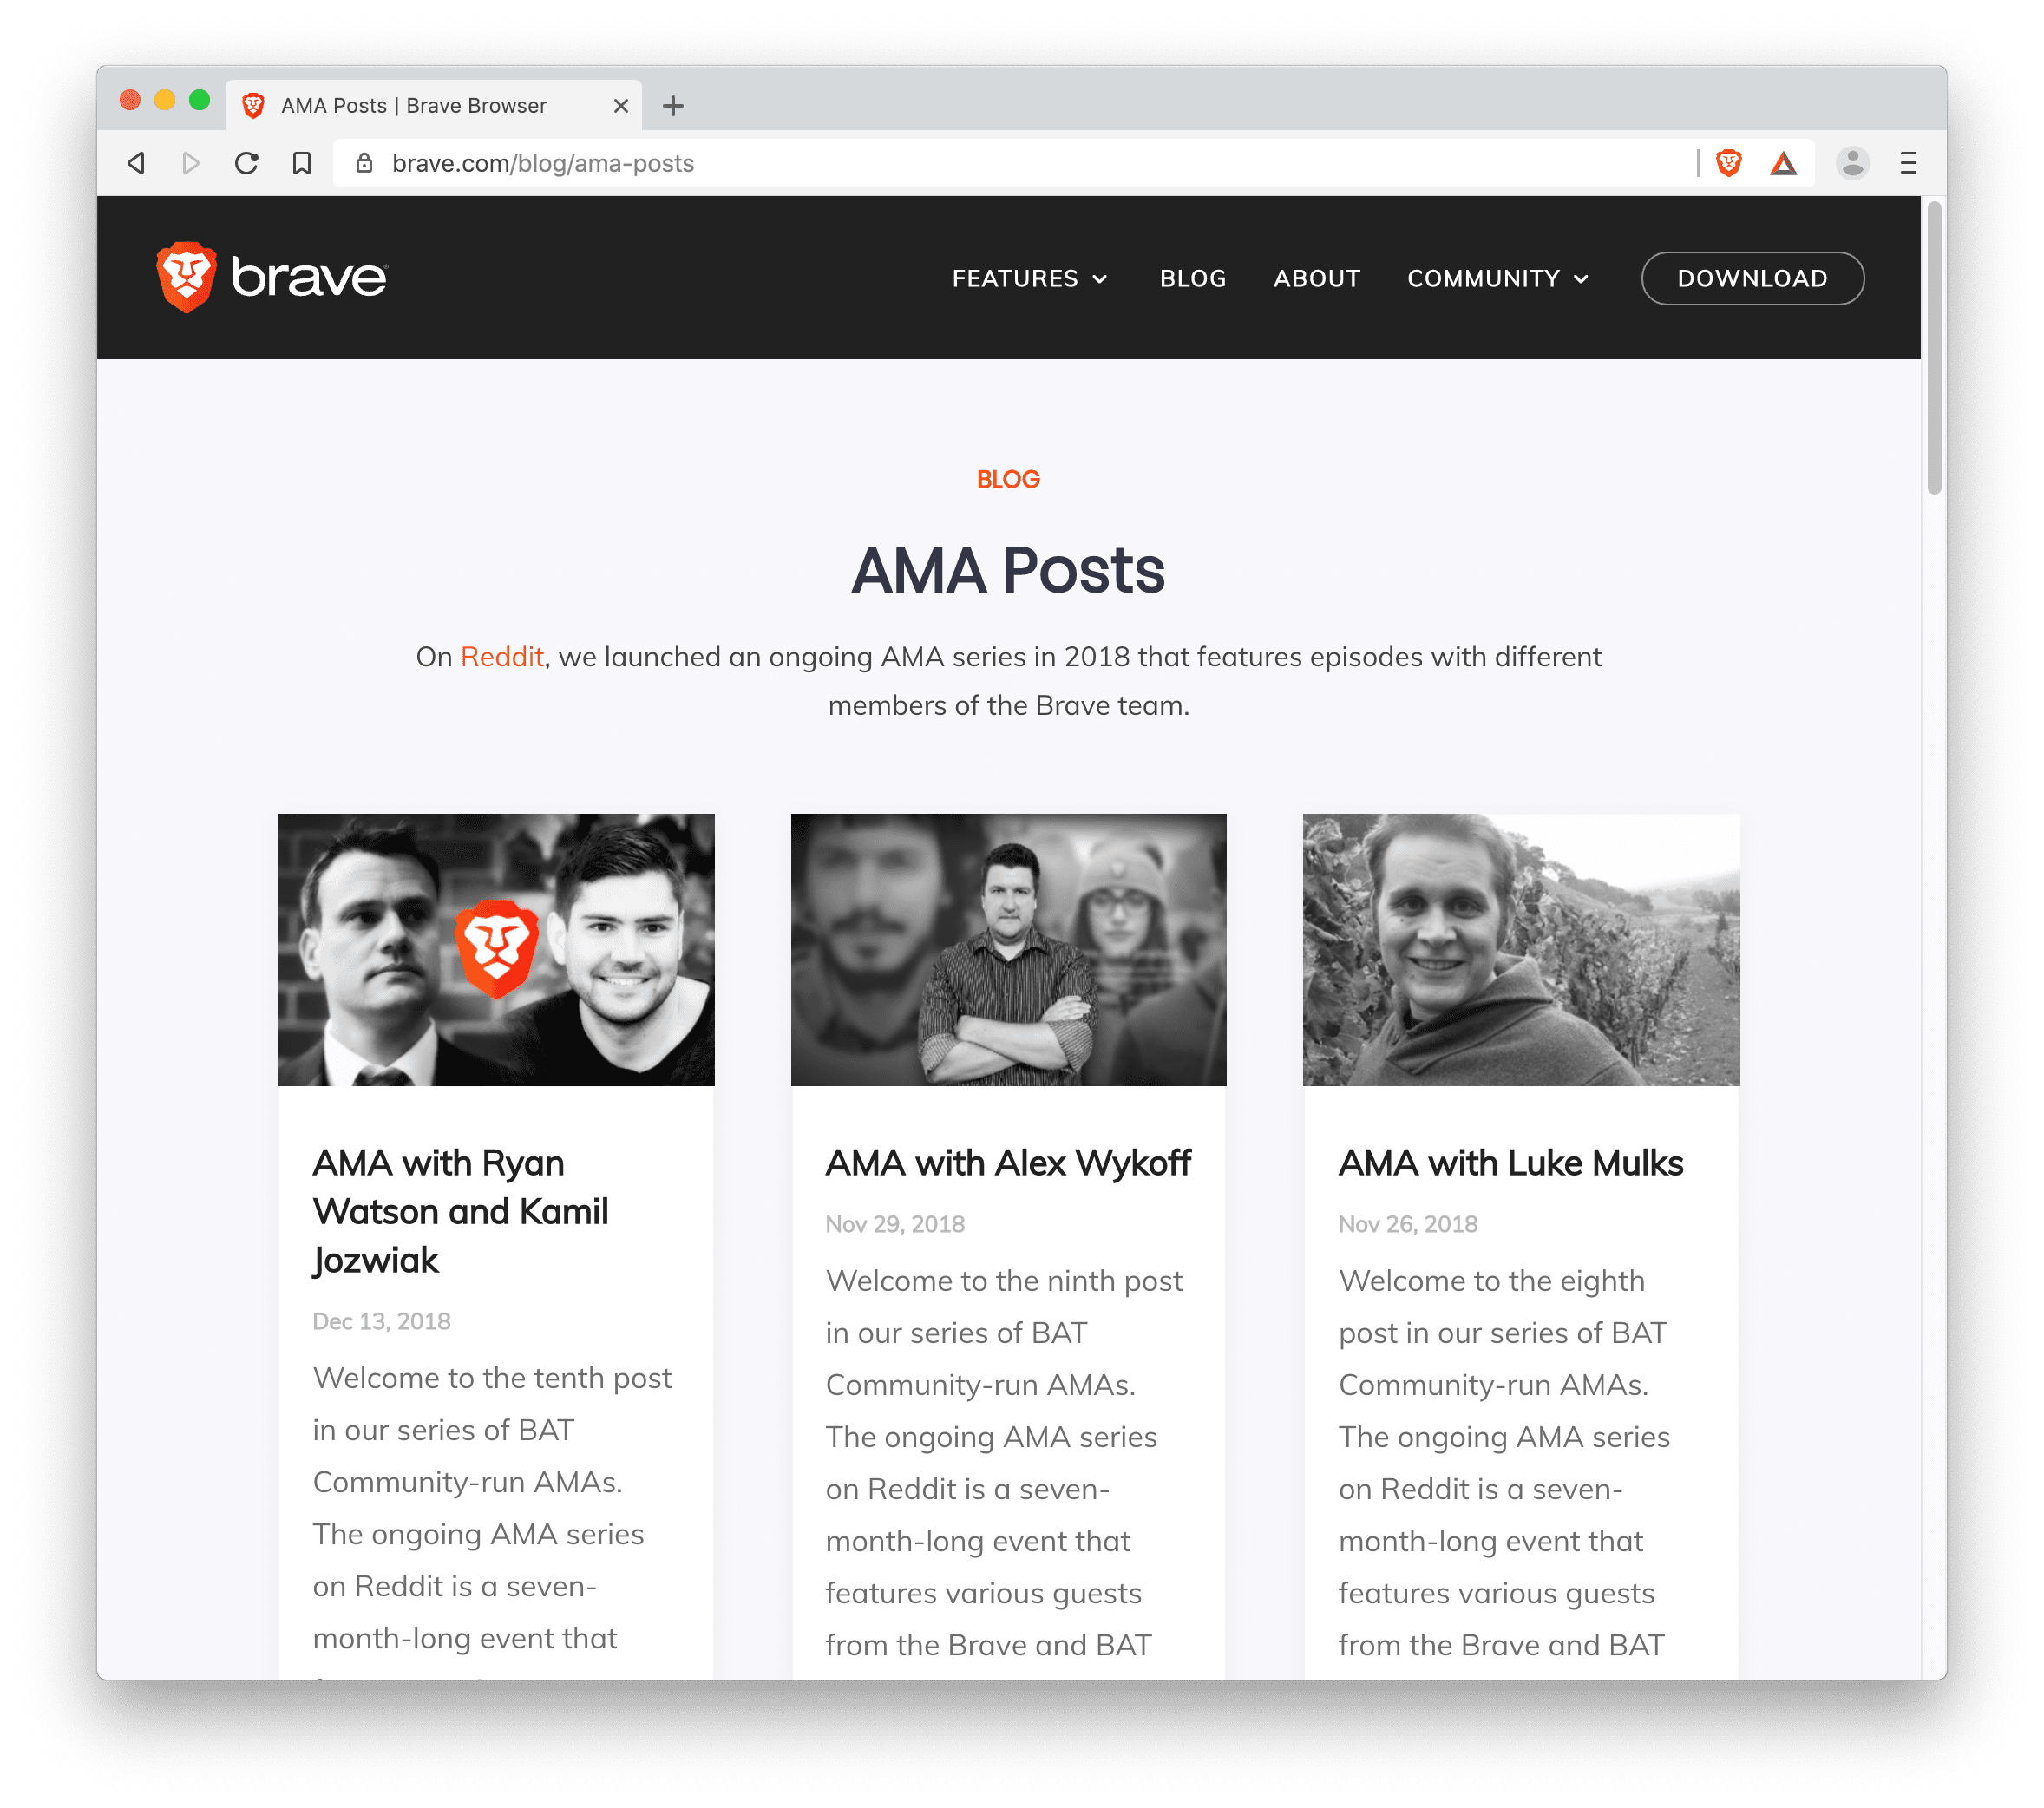 AMA Posts | Brave Browser
brave.com/blog/ama-posts
brave
FEATURES
BLOG
ABOUT
COMMUNITY
DOWNLOAD
BLOG
AMA Posts
On Reddit, we launched an ongoing AMA series in 2018 that features episodes with different
members of the Brave team.
AMA with Ryan
Watson and Kamil
Jozwiak
Dec 13, 2018
Welcome to the tenth post
in our series of BAT
Community-run AMAs.
The ongoing AMA series
on Reddit is a seven-
month-long event that
AMA with Alex Wykoff
Nov 29, 2018
Welcome to the ninth post
in our series of BAT
Community-run AMAs.
The ongoing AMA series
on Reddit is a seven-
month-long event that
features various guests
from the Brave and BAT
AMA with Luke Mulks
Nov 26, 2018
Welcome to the eighth
post in our series of BAT
Community-run AMAs.
The ongoing AMA series
on Reddit is a seven-
month-long event that
features various guests
from the Brave and BAT